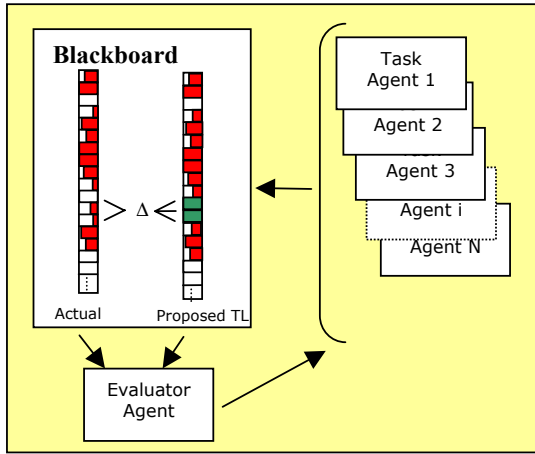 Blackboard
Δ
Actual
Proposed TL
Task
Agent 1
Agent 2
Agent 3
Agent i
Agent N
Evaluator
Agent